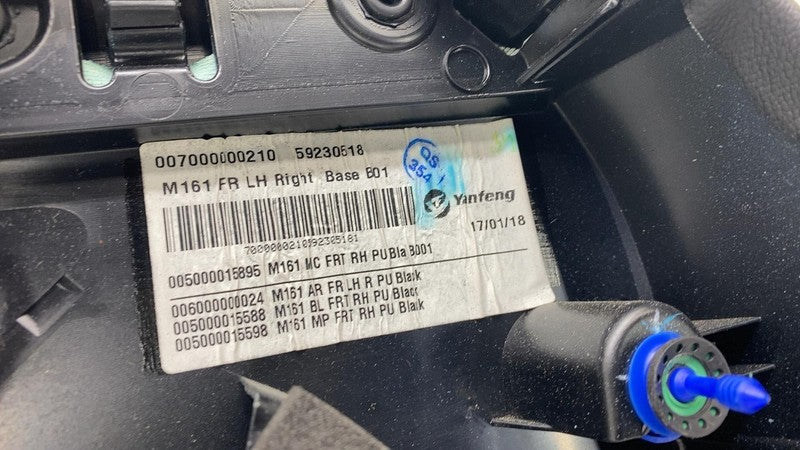 007000000210 59230518
M161 FR LH Right Base B01
QS
354
Yanfeng
17/01/18
7000000210592305181
005000015895 M161 MC FRT RH PU Bla B001
006000000024 M161 AR FR LH R PU Black
005000015588 M161 BL FRT RH PU Black
005000015598 M161 MP FRT RH PU Black